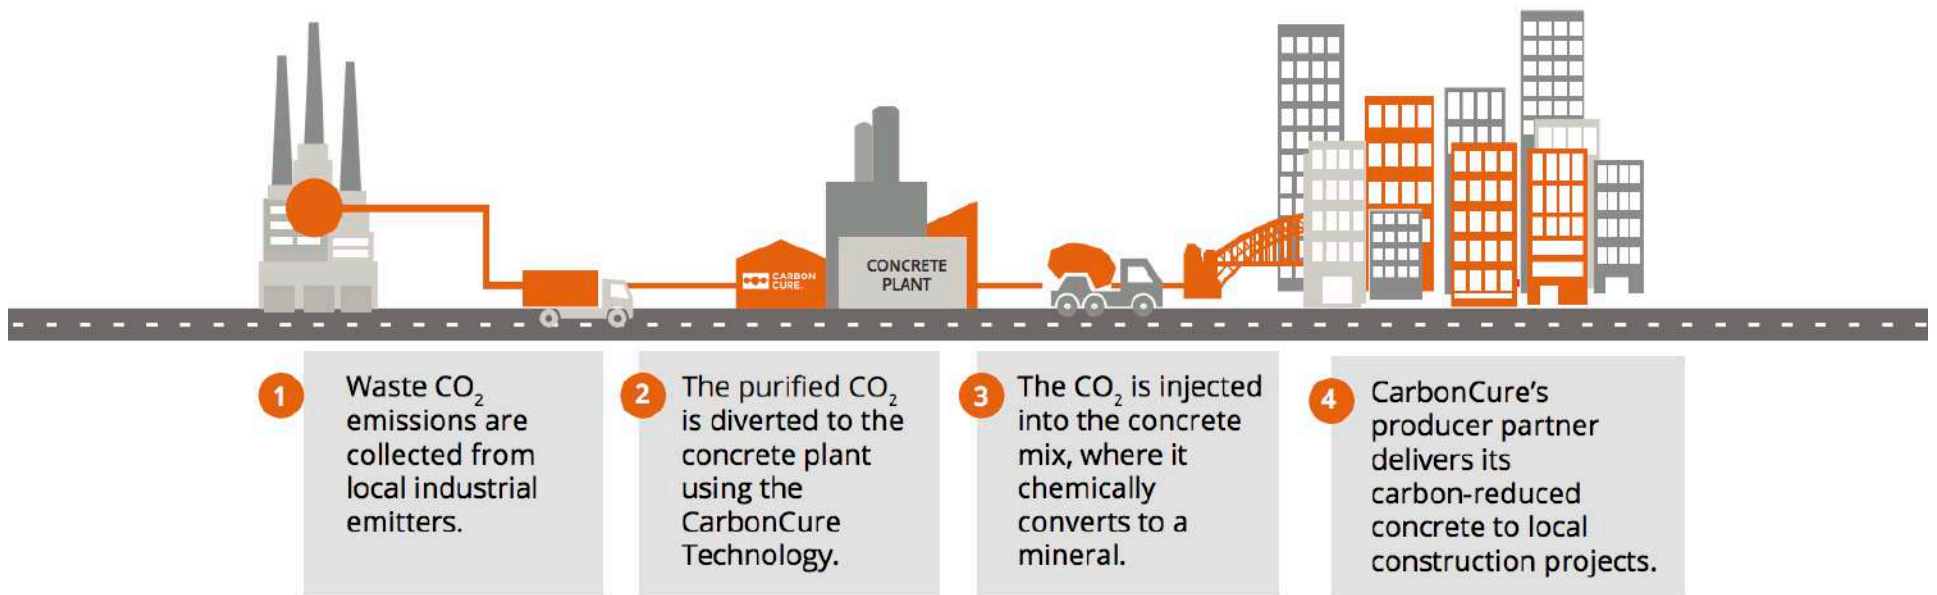 CARBON
CURE
CONCRETE
PLANT
1
Waste CO₂
emissions are
collected from
local industrial
emitters.
2
The purified CO₂
is diverted to the
concrete plant
using the
CarbonCure
Technology.
3
The CO₂ is injected
into the concrete
mix, where it
chemically
converts to a
mineral.
4
CarbonCure’s
producer partner
delivers its
carbon-reduced
concrete to local
construction projects.